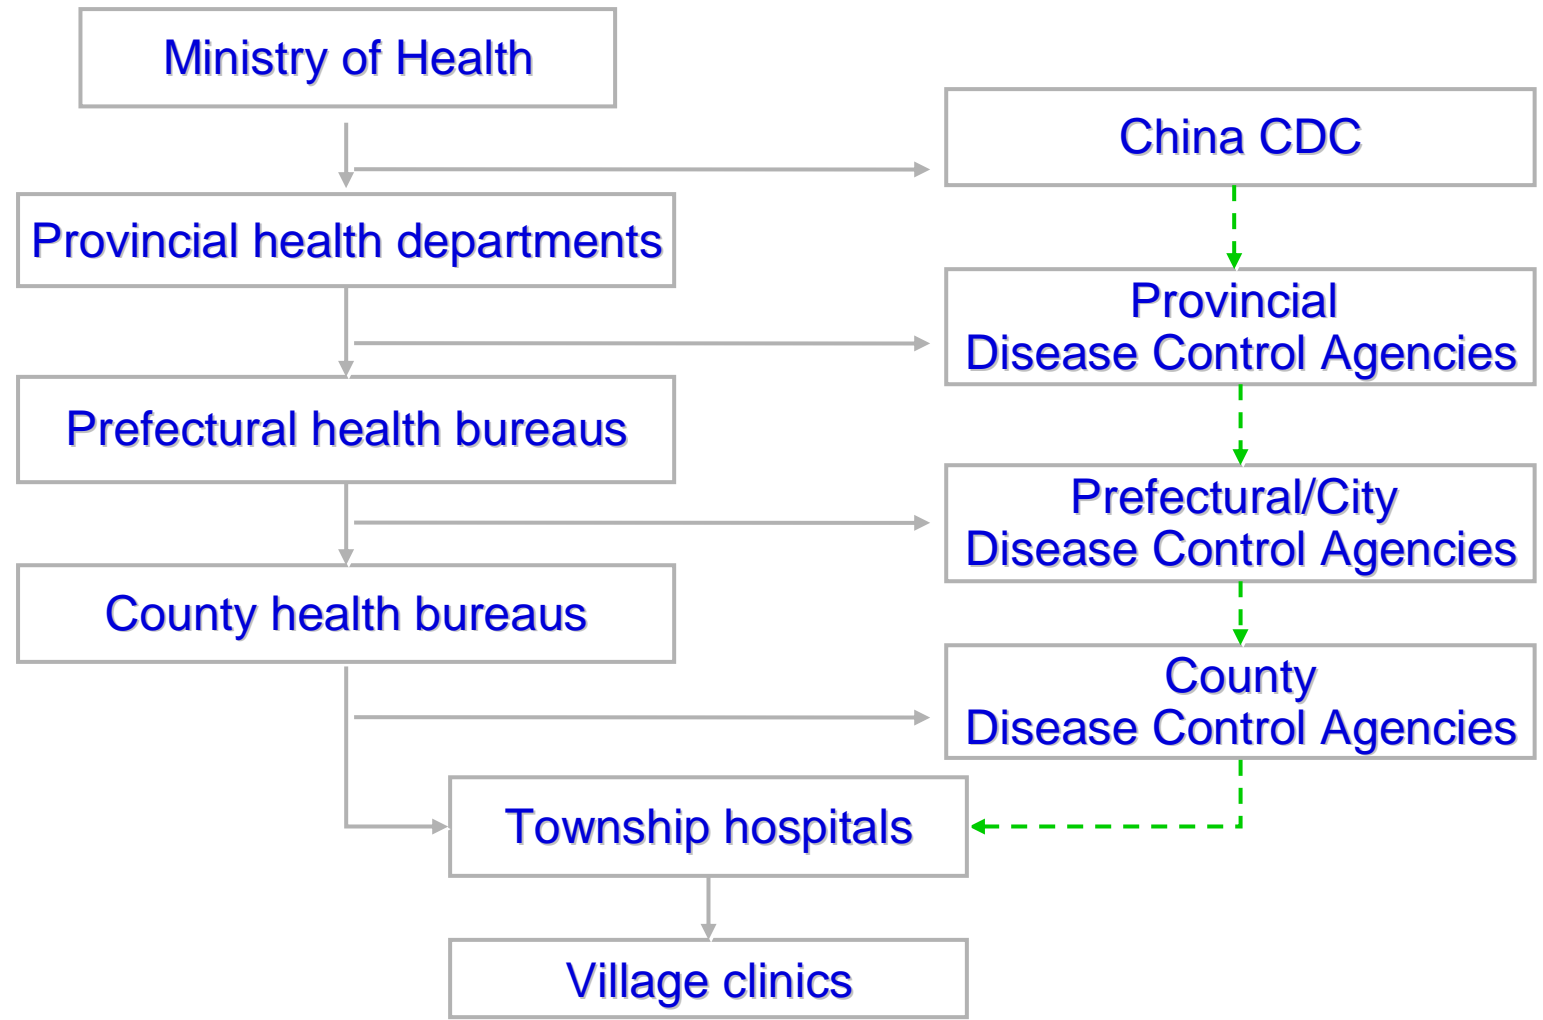 Ministry of Health
China CDC
Provincial health departments
Provincial
Disease Control Agencies
Prefectural health bureaus
Prefectural/City
Disease Control Agencies
County health bureaus
County
Disease Control Agencies
Township hospitals
Village clinics